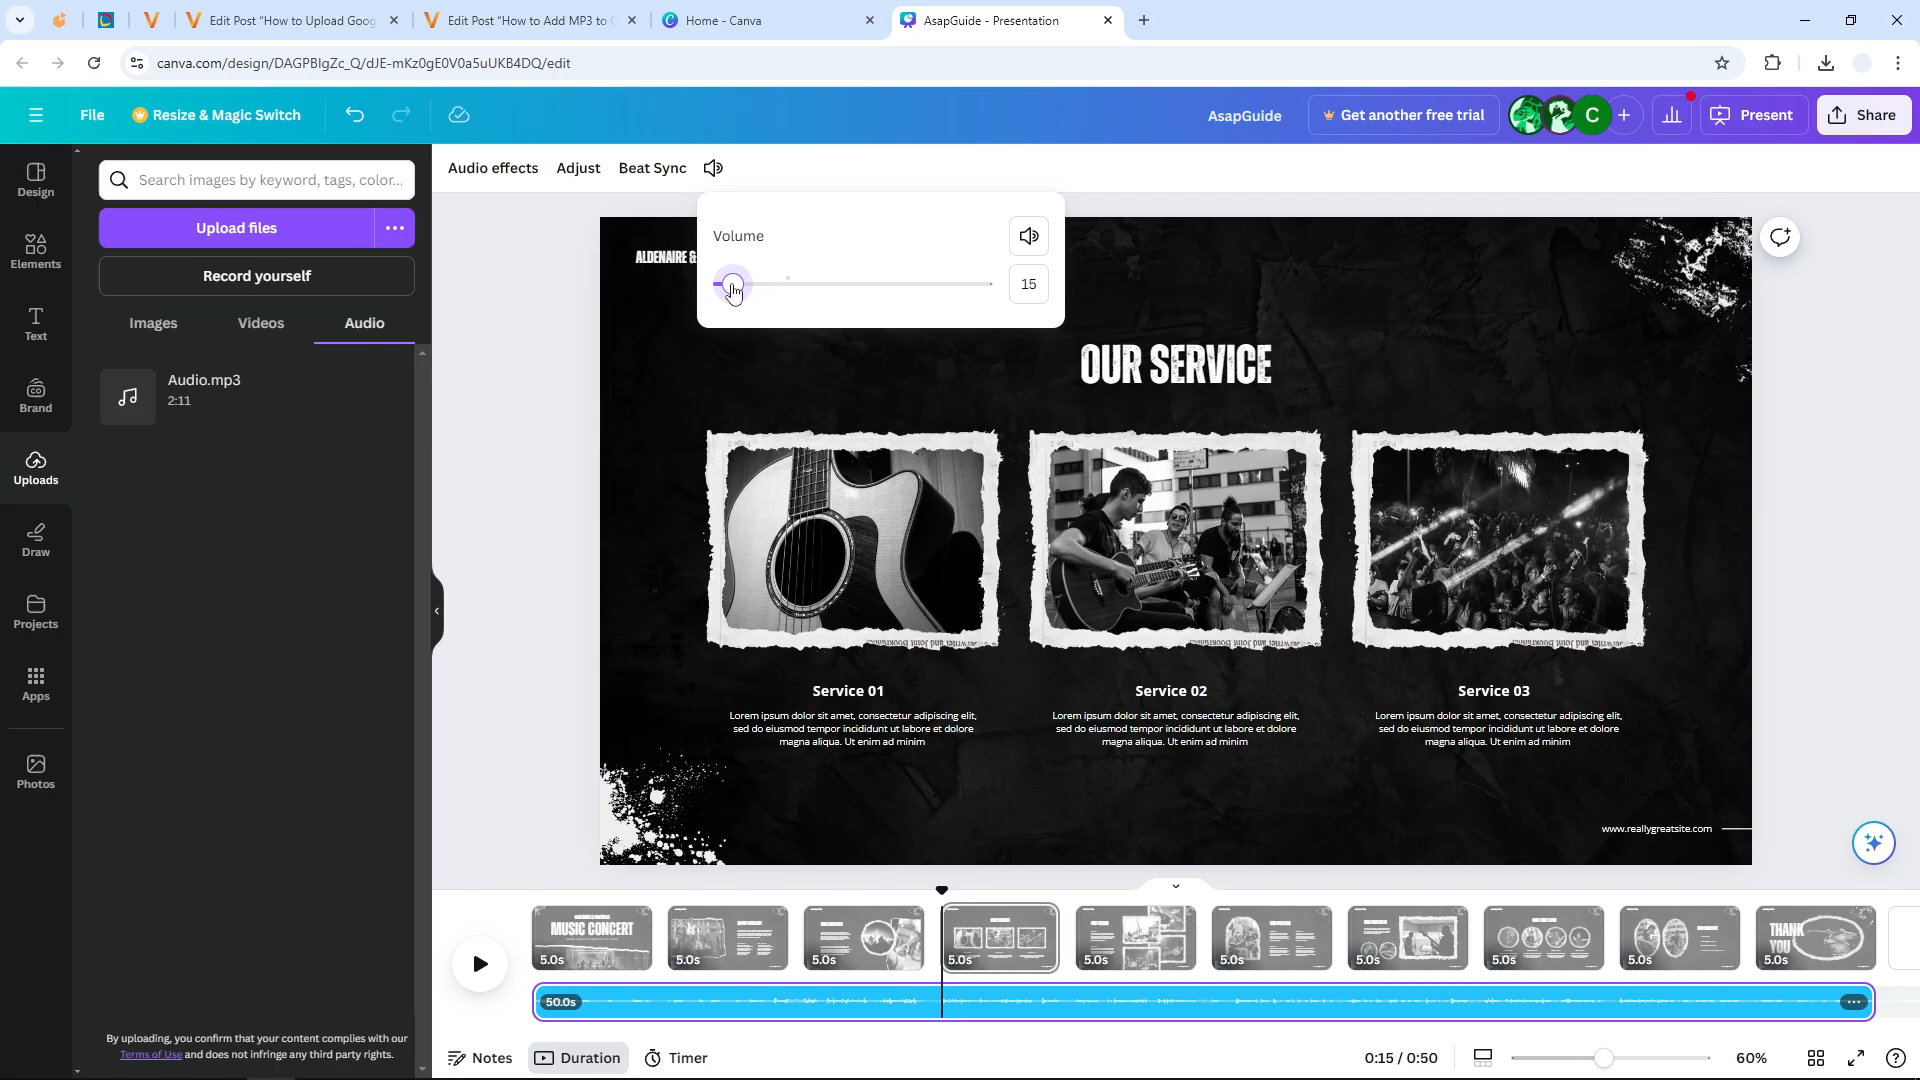 Edit Post "How to Upload Goog
Edit Post "How to Add MP3 to C
Home - Canva
AsapGuide - Presentation
canva.com/design/DAGPBIgZc_Q/dJE-mKz0gE0V0a5uUKB4DQ/edit
File
Resize & Magic Switch
AsapGuide
Get another free trial
C
Present
Share
Design
Elements
Text
Brand
Uploads
Draw
Projects
Apps
Photos
Search images by keyword, tags, color...
Upload files
Record yourself
Images
Videos
Audio
Audio.mp3
2:11
By uploading, you confirm that your content complies with our
Terms of Use and does not infringe any third party rights.
Audio effects
Adjust
Beat Sync
Volume
15
ALDENAIRE &
OUR SERVICE
Service 01
Lorem ipsum dolor sit amet, consectetur adipiscing elit,
sed do eiusmod tempor incididunt ut labore et dolore
magna aliqua. Ut enim ad minim
Service 02
Lorem ipsum dolor sit amet, consectetur adipiscing elit,
sed do eiusmod tempor incididunt ut labore et dolore
magna aliqua. Ut enim ad minim
Service 03
Lorem ipsum dolor sit amet, consectetur adipiscing elit,
sed do eiusmod tempor incididunt ut labore et dolore
magna aliqua. Ut enim ad minim
www.reallygreatsite.com
MUSIC CONCERT
5.0s
5.0s
5.0s
5.0s
5.0s
5.0s
5.0s
5.0s
5.0s
THANK
YOU
5.0s
50.0s
Notes
Duration
Timer
0:15 / 0:50
60%